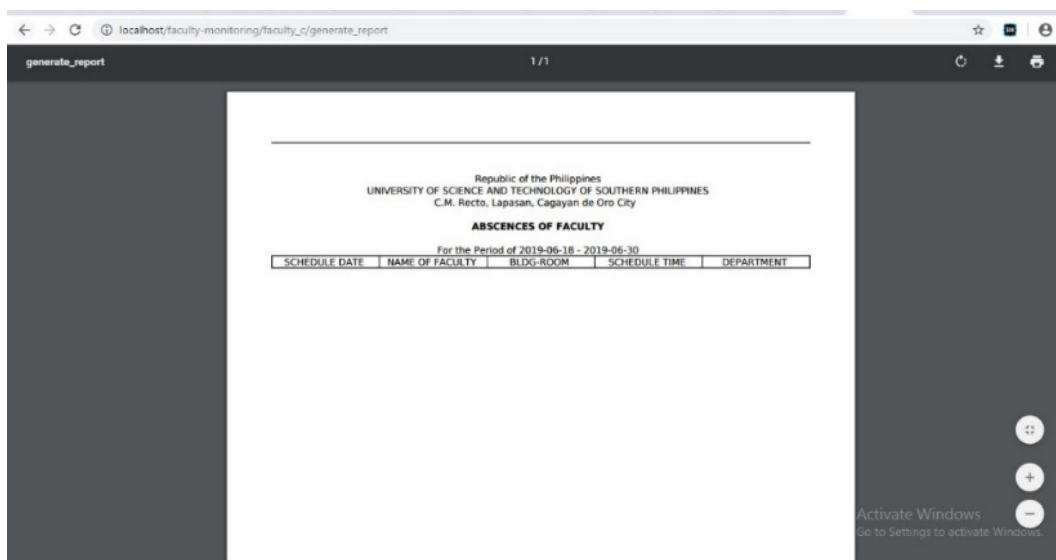 localhost/faculty-monitoring/faculty_c/generate_report
generate_report
1/1
Republic of the Philippines
UNIVERSITY OF SCIENCE AND TECHNOLOGY OF SOUTHERN PHILIPPINES
C.M. Recto, Lapasan, Cagayan de Oro City
ABSCENCES OF FACULTY
For the Period of 2019-06-18 - 2019-06-30
SCHEDULE DATE NAME OF FACULTY BLDG-ROOM SCHEDULE TIME DEPARTMENT
Activate Windows
Go to Settings to activate Windows.